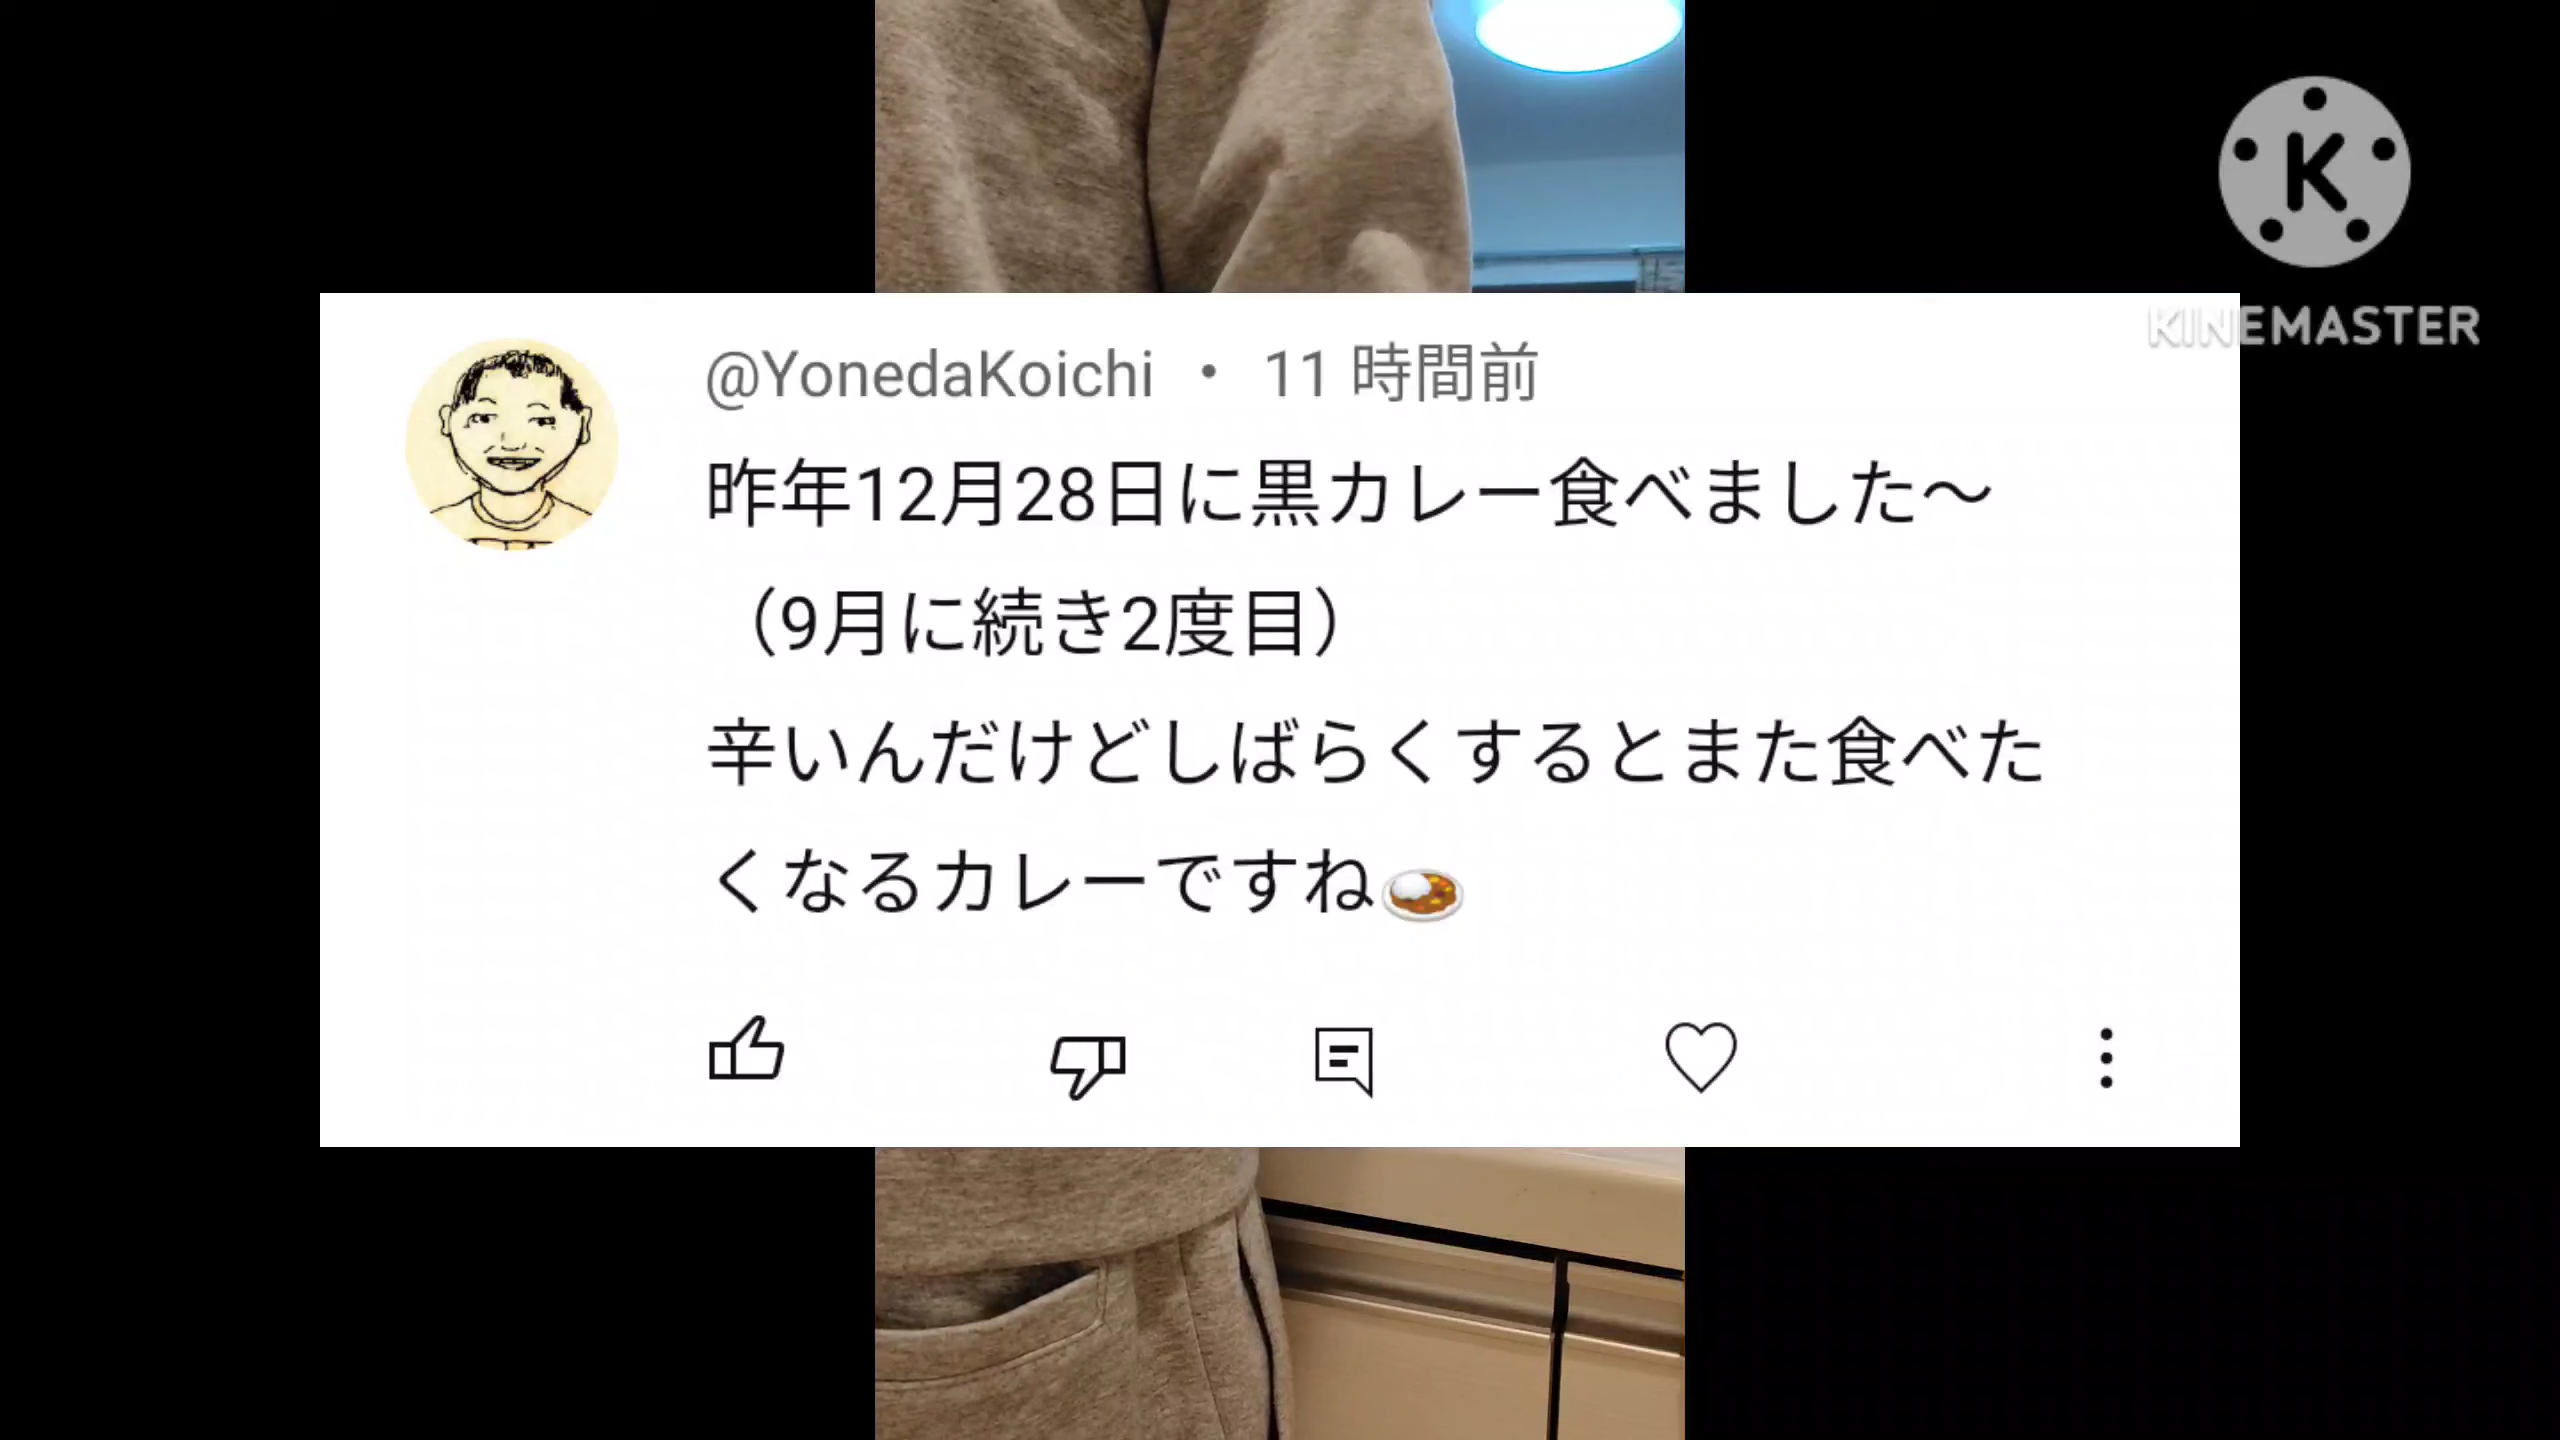 @YonedaKoichi ・ 11 時間前
昨年12月28日に黒カレー食べました〜
（9月に続き2度目）
辛いんだけどしばらくするとまた食べた
くなるカレーですね🍛
K
KINEMASTER